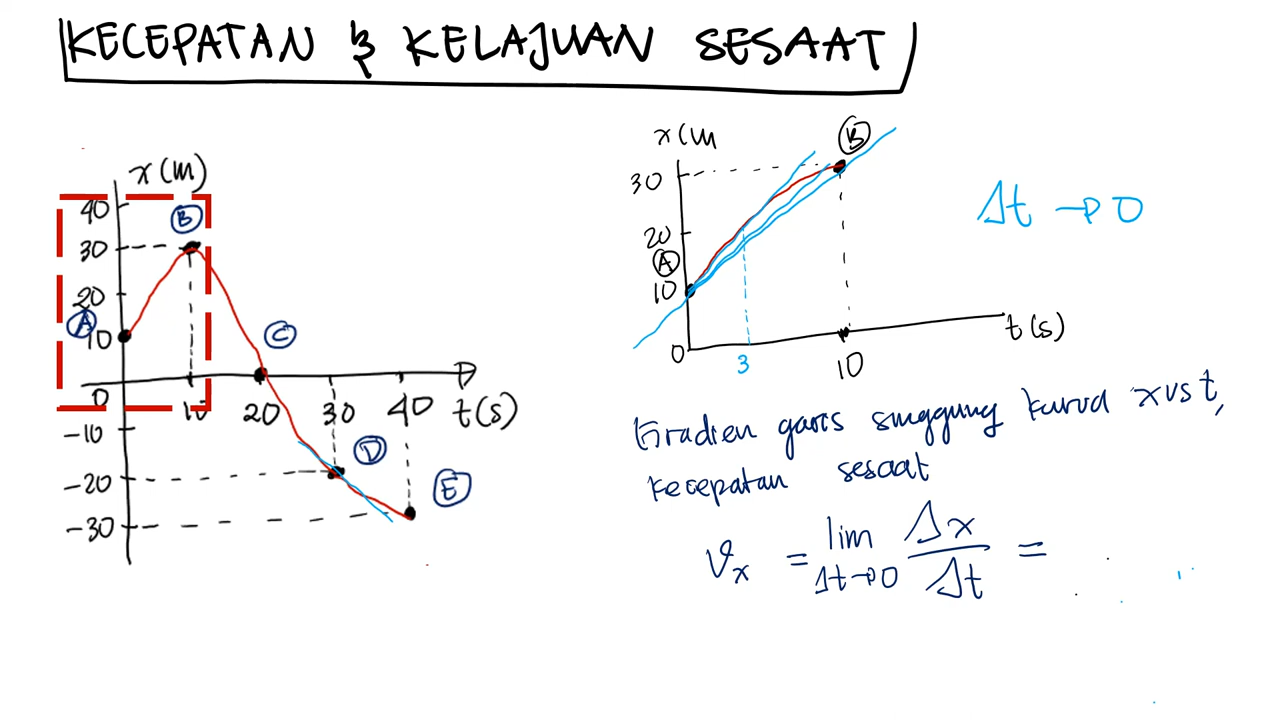 KECEPATAN & KELAJUAN SESAAT
x(m)
40
B
30
20
A
10
0
C
10 20 30 40 t(s)
-10
D
-20
E
-30
x(m
B
30
20
A
10
0
3
10
t(s)
Δt → 0
Gradien garis singgung kurva x vs t,
kecepatan sesaat
vx = lim Δt→0 Δx/Δt =